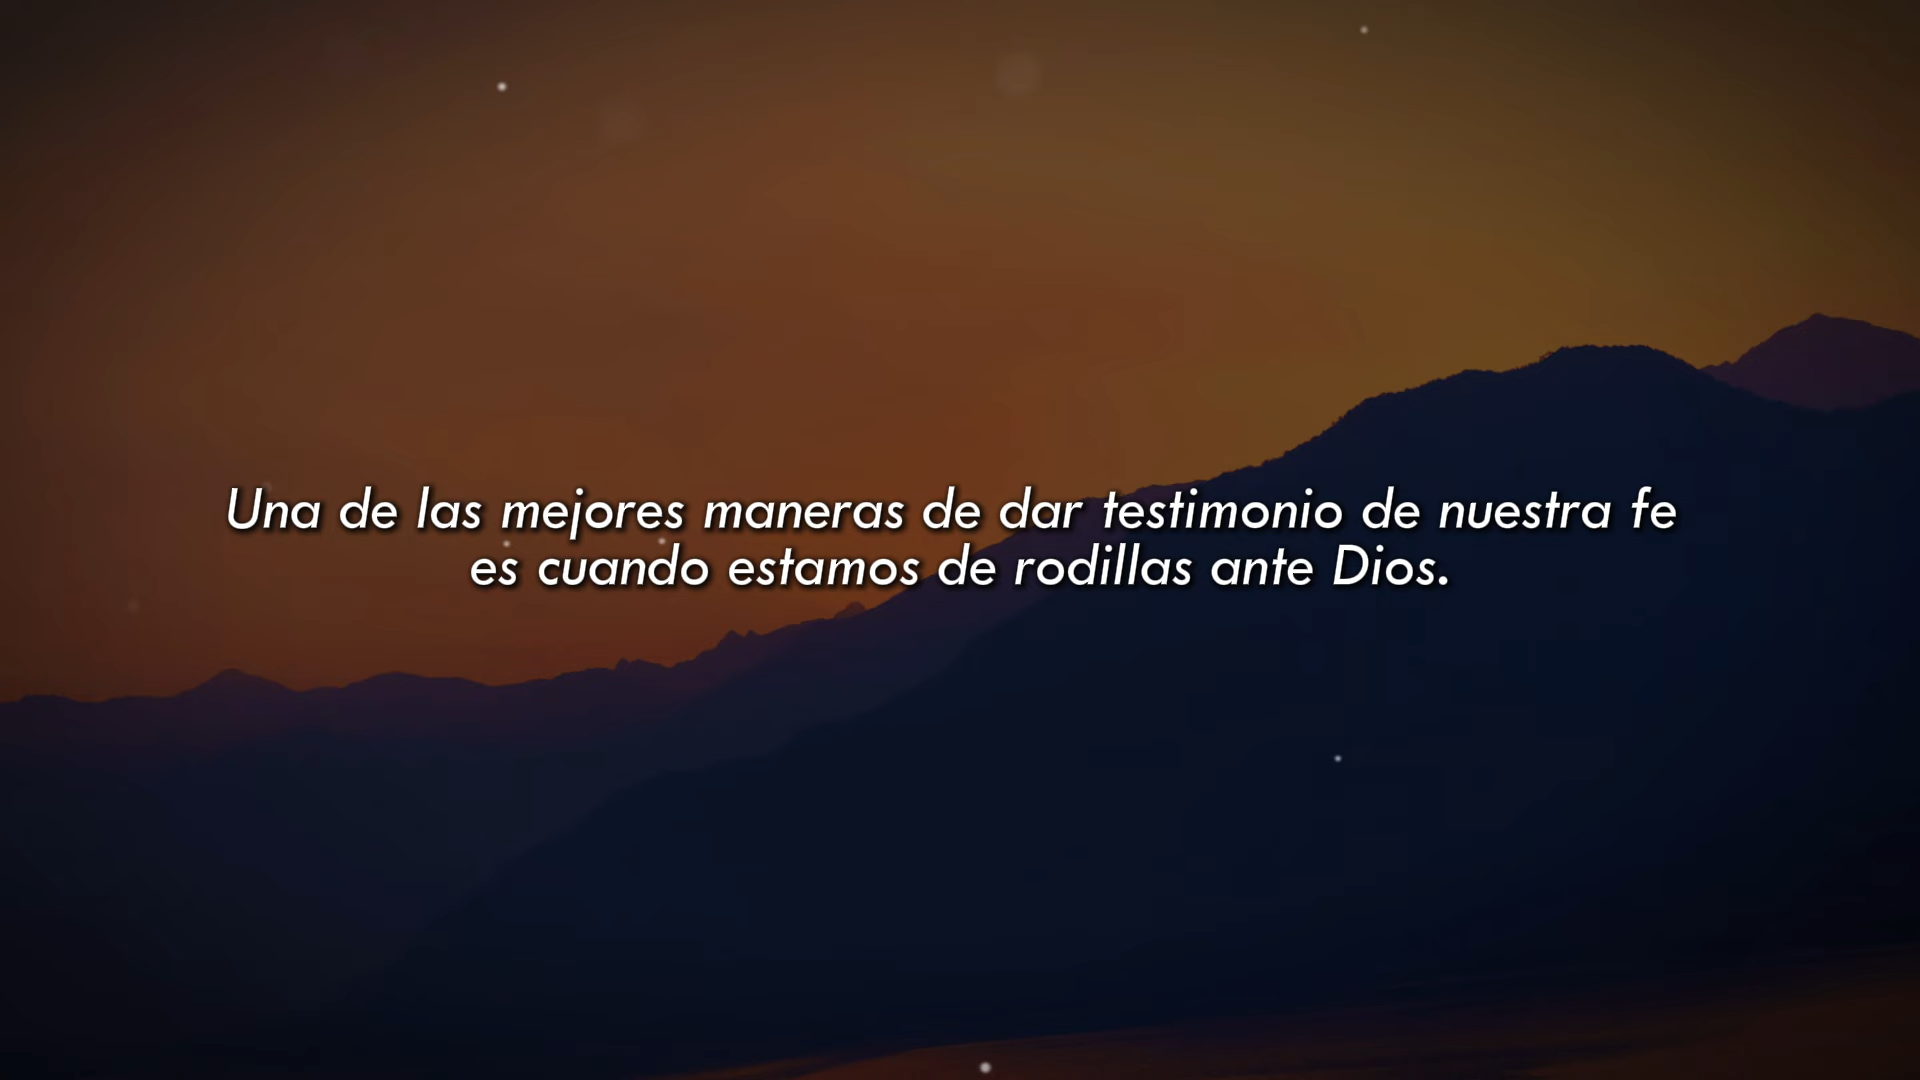 Una de las mejores maneras de dar testimonio de nuestra fe
es cuando estamos de rodillas ante Dios.